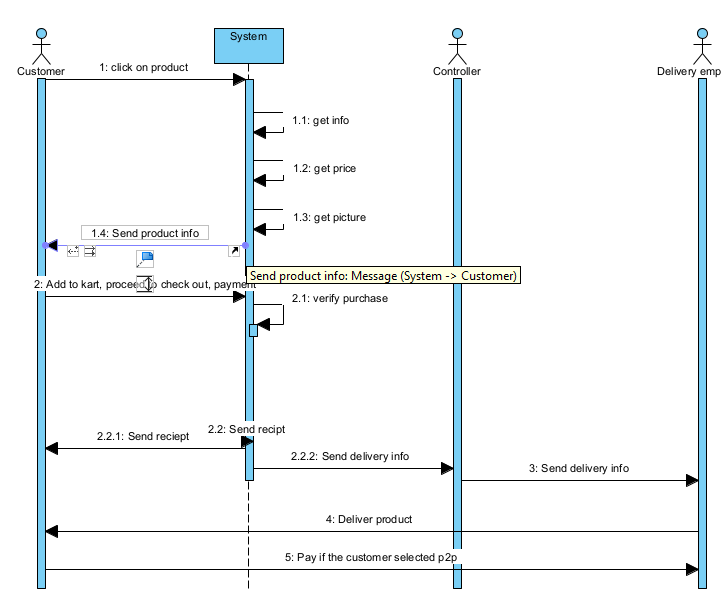 System
Customer
Controller
Delivery emp
1: click on product
1.1: get info
1.2: get price
1.3: get picture
1.4: Send product info
Send product info: Message (System -> Customer)
2: Add to kart, proceed to check out, payment
2.1: verify purchase
2.2: Send recipt
2.2.1: Send reciept
2.2.2: Send delivery info
3: Send delivery info
4: Deliver product
5: Pay if the customer selected p2p